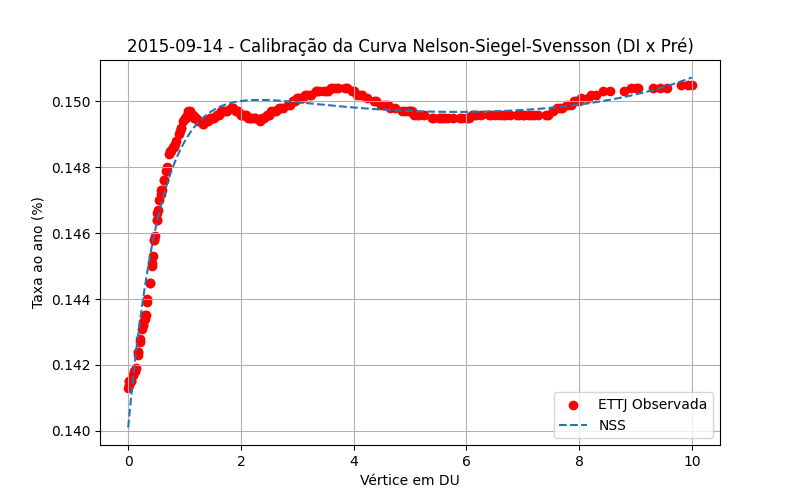 2015-09-14 - Calibração da Curva Nelson-Siegel-Svensson (DI x Pré)
Taxa ao ano (%)
0.150
0.148
0.146
0.144
0.142
0.140
0 2 4 6 8 10
Vértice em DU
ETTJ Observada
NSS